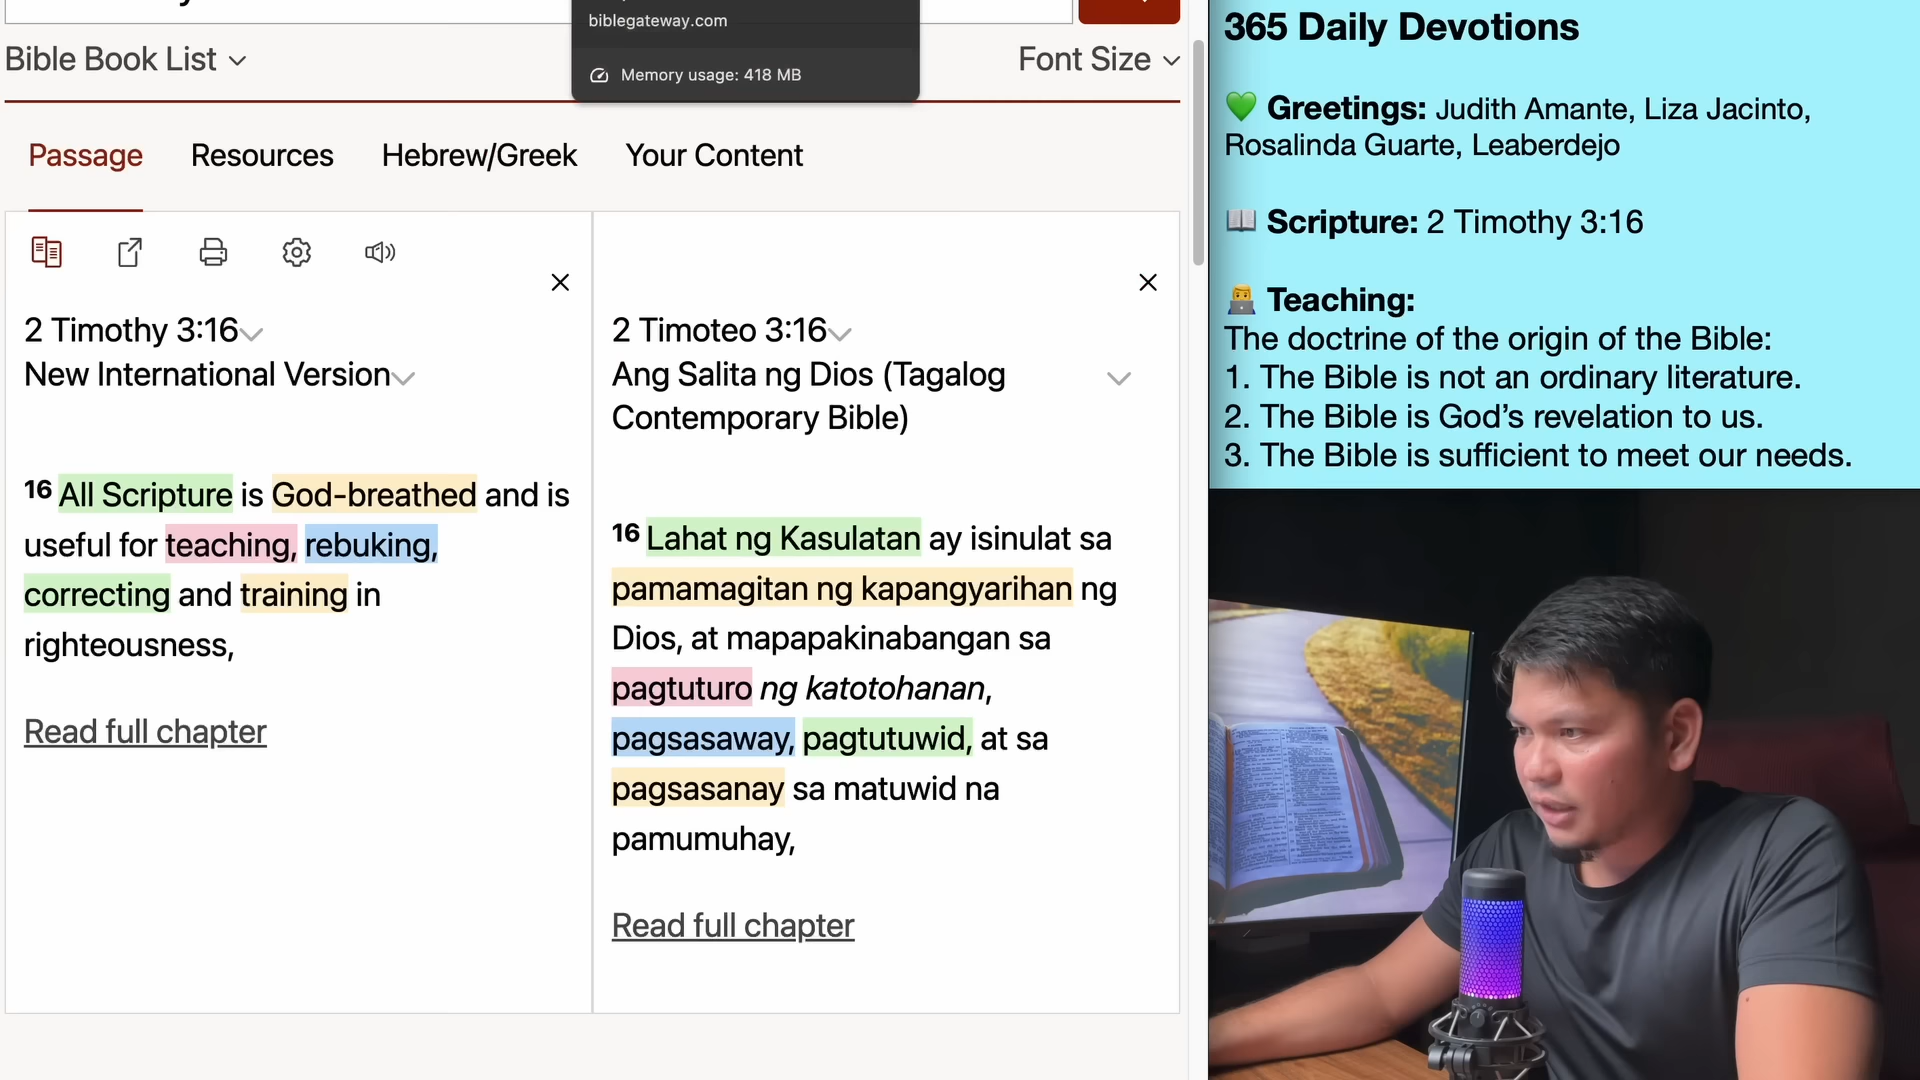 biblegateway.com
Memory usage: 418 MB
Bible Book List
Font Size
Passage
Resources
Hebrew/Greek
Your Content
2 Timothy 3:16
New International Version
16 All Scripture is God-breathed and is
useful for teaching, rebuking,
correcting and training in
righteousness,
Read full chapter
2 Timoteo 3:16
Ang Salita ng Dios (Tagalog
Contemporary Bible)
16 Lahat ng Kasulatan ay isinulat sa
pamamagitan ng kapangyarihan ng
Dios, at mapapakinabangan sa
pagtuturo ng katotohanan,
pagsasaway, pagtutuwid, at sa
pagsasanay sa matuwid na
pamumuhay,
Read full chapter
365 Daily Devotions
💚 Greetings: Judith Amante, Liza Jacinto,
Rosalinda Guarte, Leaberdejo
📖 Scripture: 2 Timothy 3:16
👨‍💻 Teaching:
The doctrine of the origin of the Bible:
1. The Bible is not an ordinary literature.
2. The Bible is God’s revelation to us.
3. The Bible is sufficient to meet our needs.